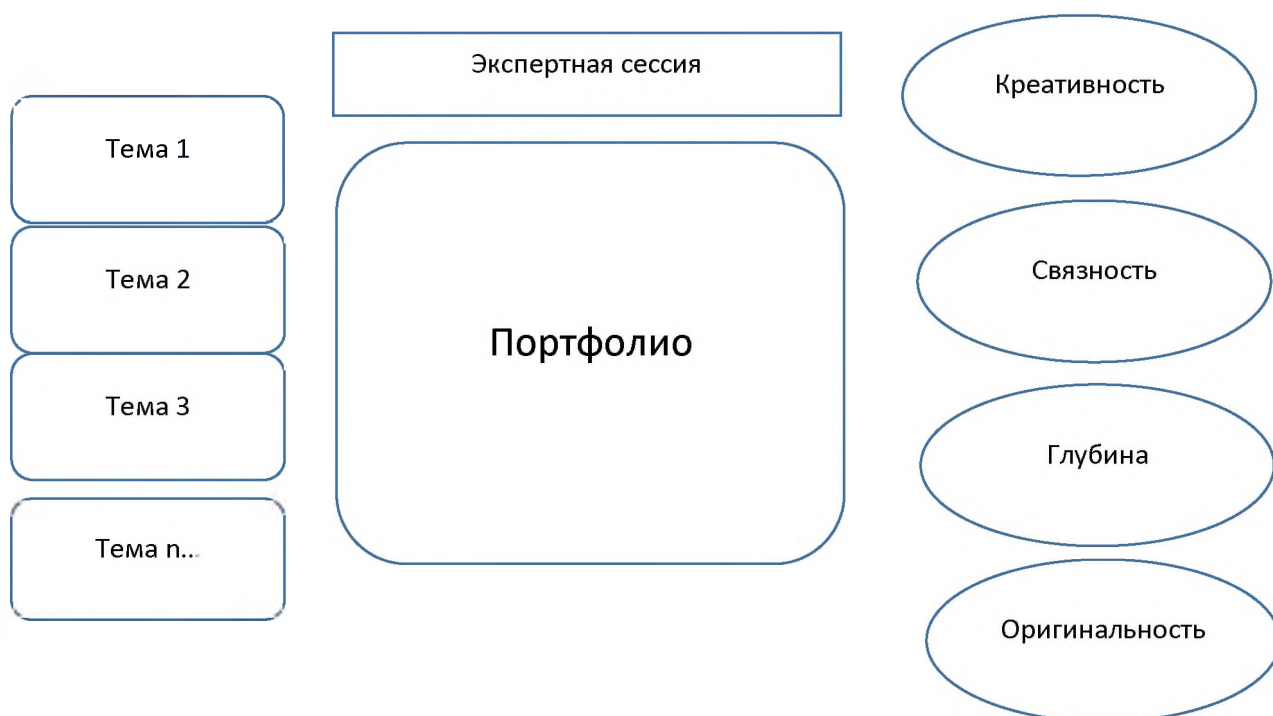 Экспертная сессия
Тема 1
Тема 2
Тема 3
Тема n...
Портфолио
Креативность
Связность
Глубина
Оригинальность